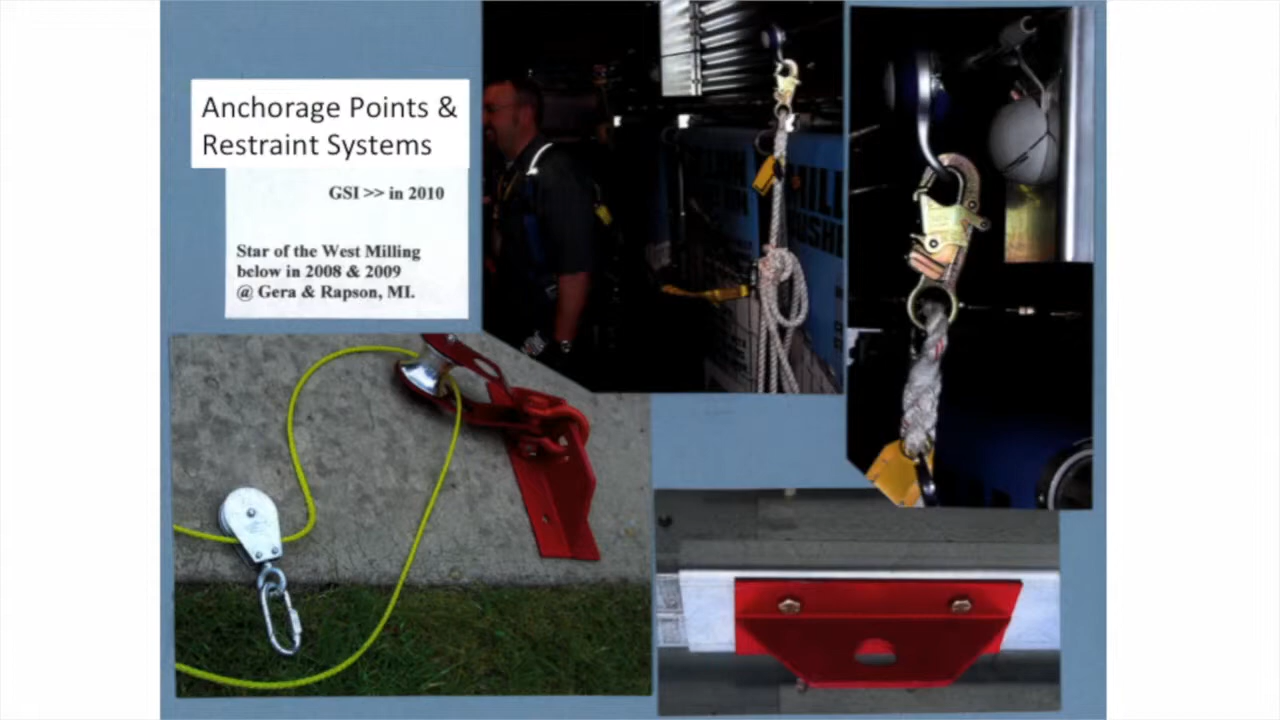 Anchorage Points &
Restraint Systems
GSI >> in 2010
Star of the West Milling
below in 2008 & 2009
@ Gera & Rapson, MI.